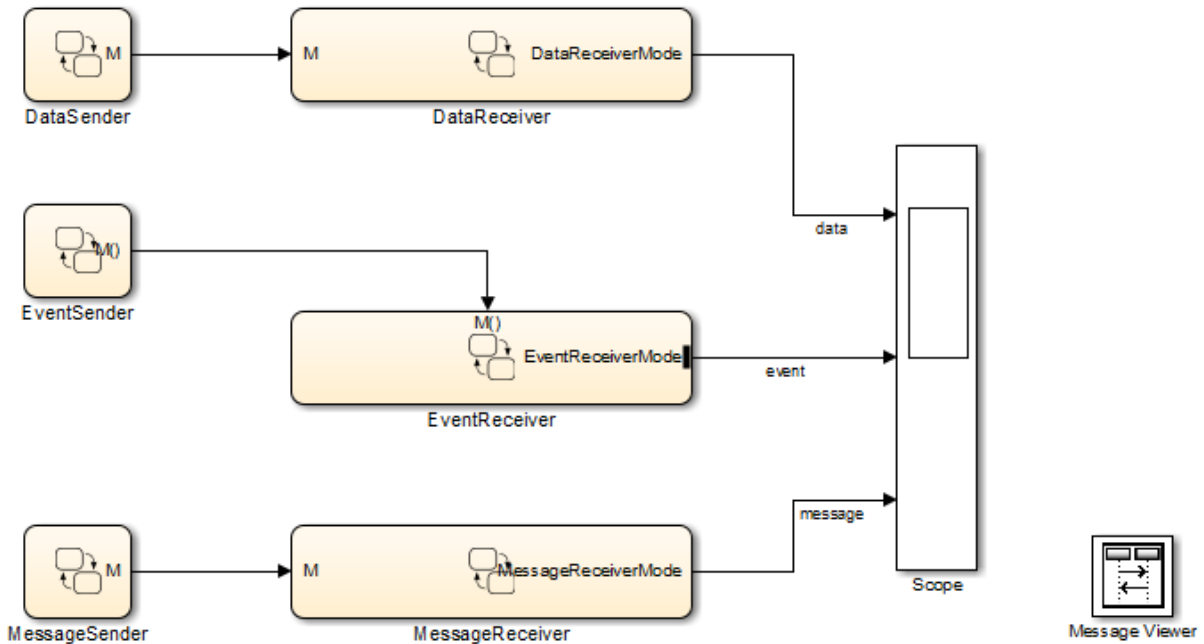 M
M
DataReceiverMode
DataSender
DataReceiver
data
M()
EventSender
M()
EventReceiverMode
event
EventReceiver
message
M
M
MessageReceiverMode
Scope
MessageSender
MessageReceiver
Message Viewer